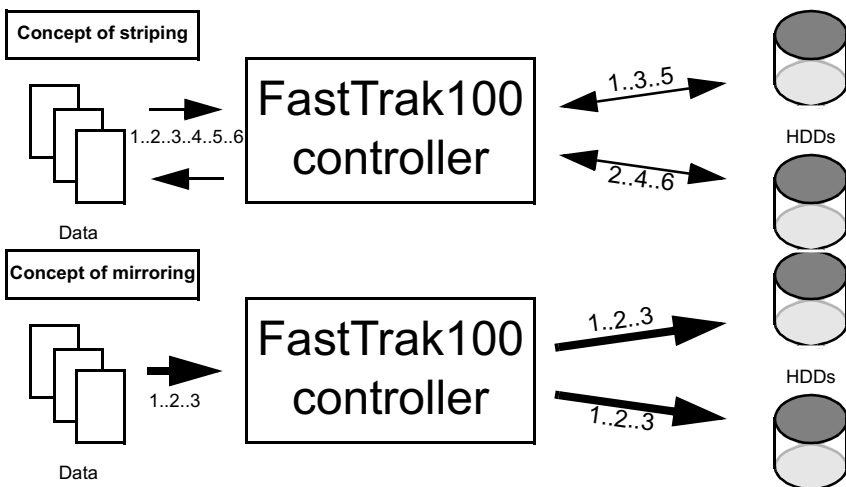 Concept of striping
FastTrak100
controller
1..2..3..4..5..6
1..3..5
2..4..6
HDDs
Data
Concept of mirroring
FastTrak100
controller
1..2..3
1..2..3
1..2..3
HDDs
Data